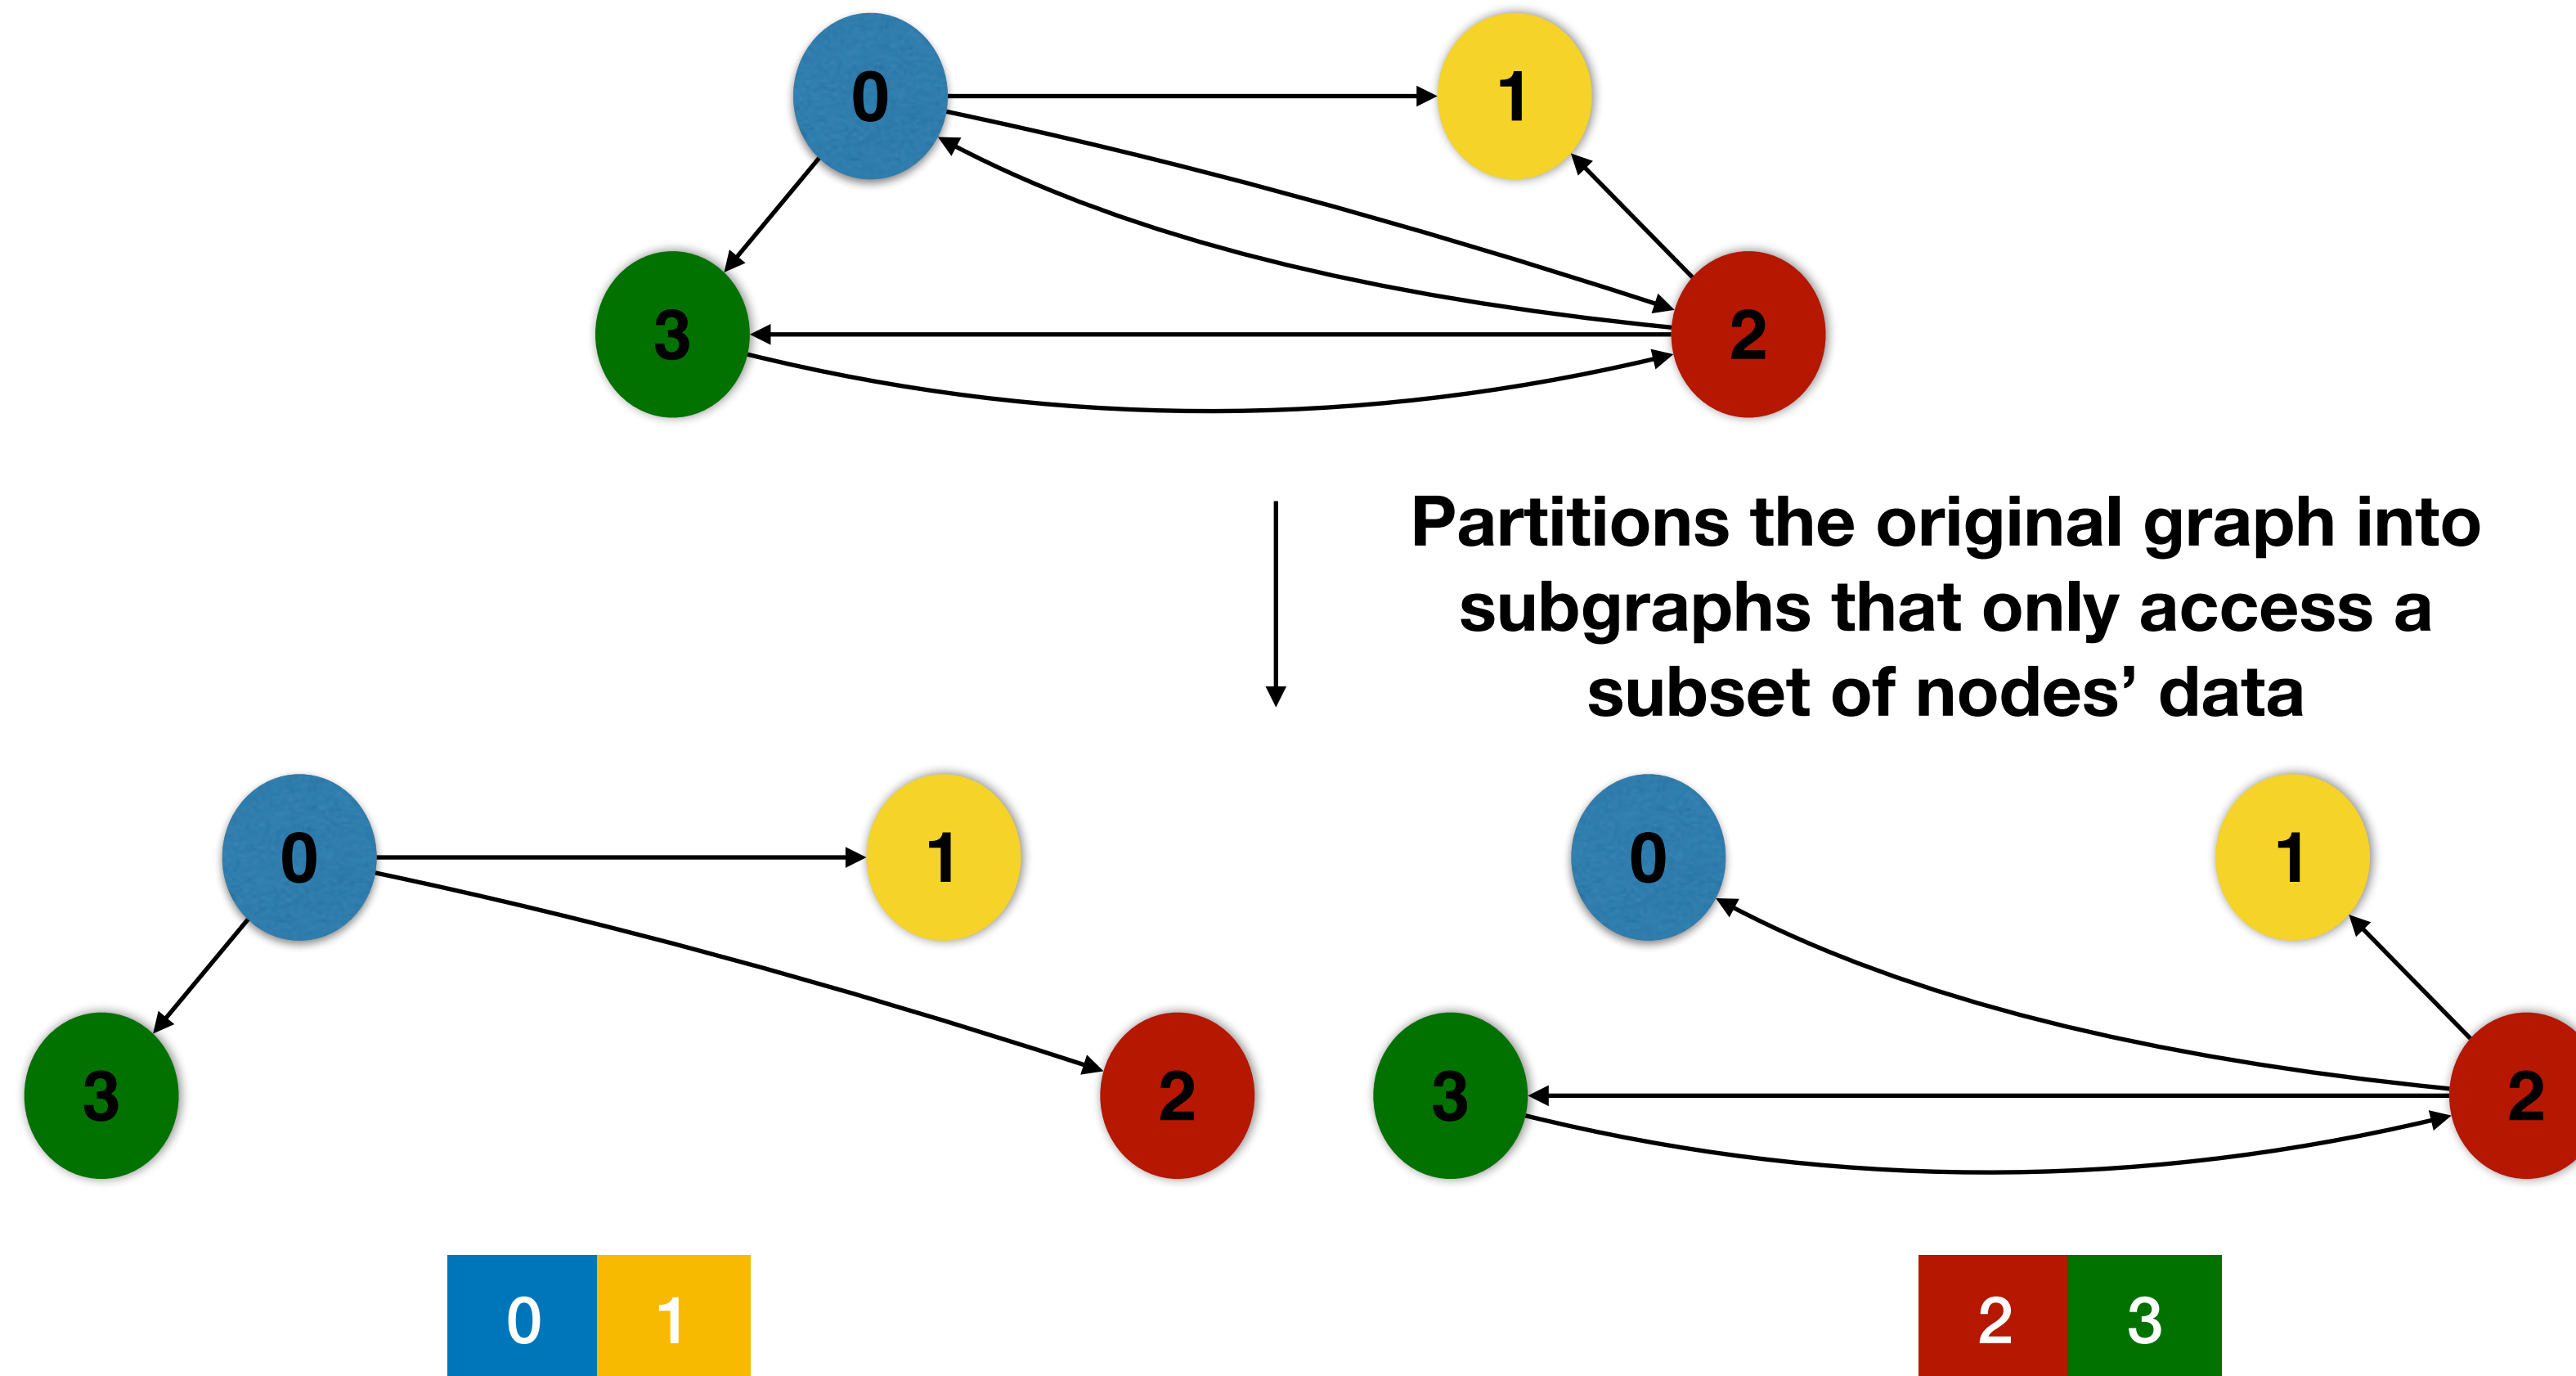 0 1
3 2
Partitions the original graph into
subgraphs that only access a
subset of nodes’ data
0 1 0 1
3 2 3 2
0 1 2 3